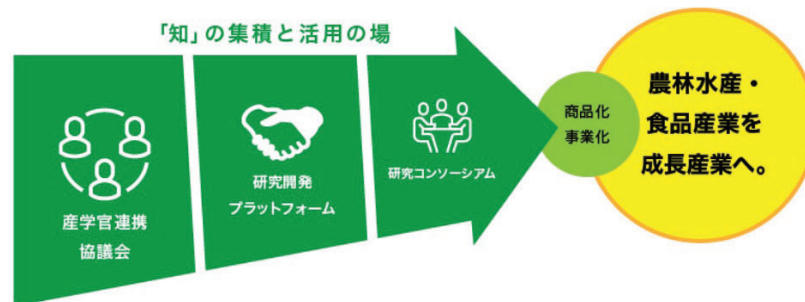 「知」の集積と活用の場
産学官連携
協議会
研究開発
プラットフォーム
研究コンソーシアム
商品化
事業化
農林水産・
食品産業を
成長産業へ。